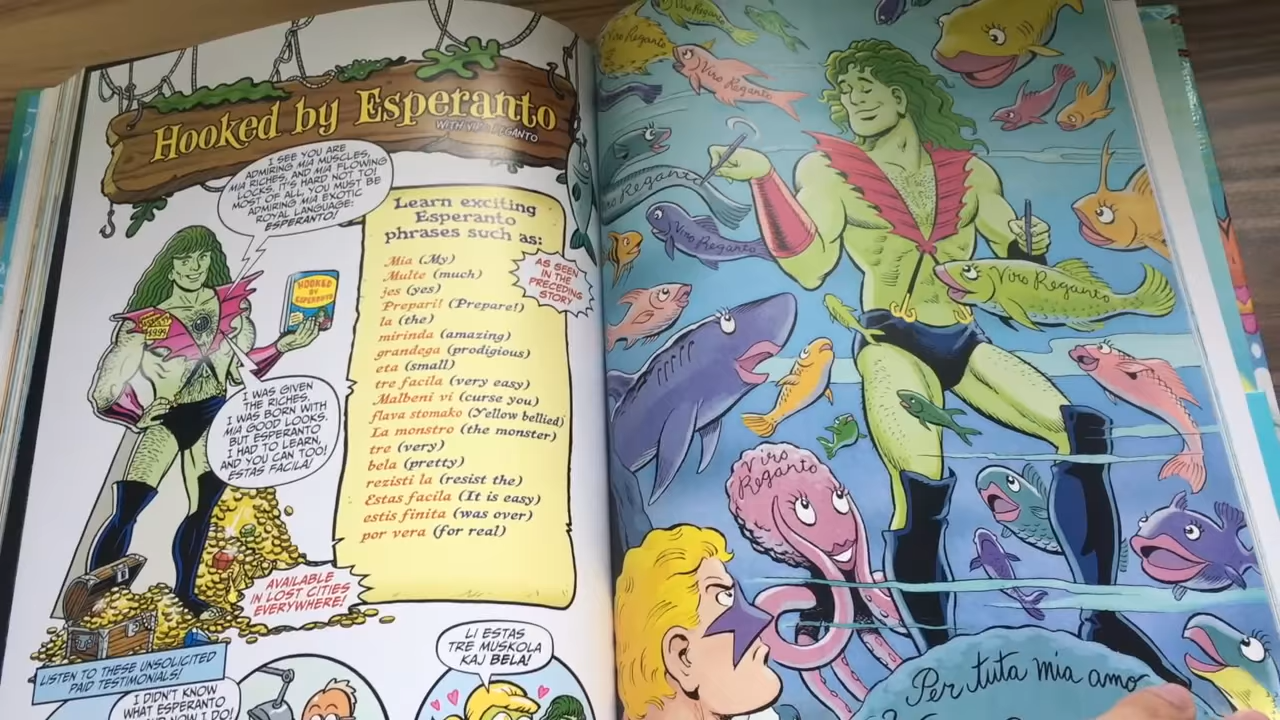 Hooked by Esperanto
WITH VIRO REGANTO
I SEE YOU ARE
ADMIRING MIA MUSCLES,
MIA RICHES, AND MIA FLOWING
LOCKS. IT'S HARD NOT TO!
MOST OF ALL, YOU MUST BE
ADMIRING MIA EXOTIC
ROYAL LANGUAGE:
ESPERANTO!
Learn exciting
Esperanto
phrases such as:
Mia (My)
Multe (much)
jes (yes)
Prepari! (Prepare!)
la (the)
mirinda (amazing)
grandega (prodigious)
eta (small)
tre facila (very easy)
Malbeni vi (curse you)
flava stomako (Yellow bellied)
La monstro (the monster)
tre (very)
bela (pretty)
rezisti la (resist the)
Estas facila (It is easy)
estis finita (was over)
por vera (for real)
AS SEEN
IN THE
PRECEDING
STORY
HOOKED
BY
ESPERANTO
I WAS GIVEN
THE RICHES,
I WAS BORN WITH
MIA GOOD LOOKS.
BUT ESPERANTO
I HAD TO LEARN,
AND YOU CAN TOO!
ESTAS FACILA!
AVAILABLE
IN LOST CITIES
EVERYWHERE!
LISTEN TO THESE UNSOLICITED
PAID TESTIMONIALS!
I DIDN'T KNOW
WHAT ESPERANTO
NOW I DO!
LI ESTAS
TRE MUSKOLA
KAJ BELA!
Viro Reganto
Viro Reganto
Viro Reganto
Reganto
Viro Reganto
Viro Reganto
Viro
Reganto
Per tuta mia amo